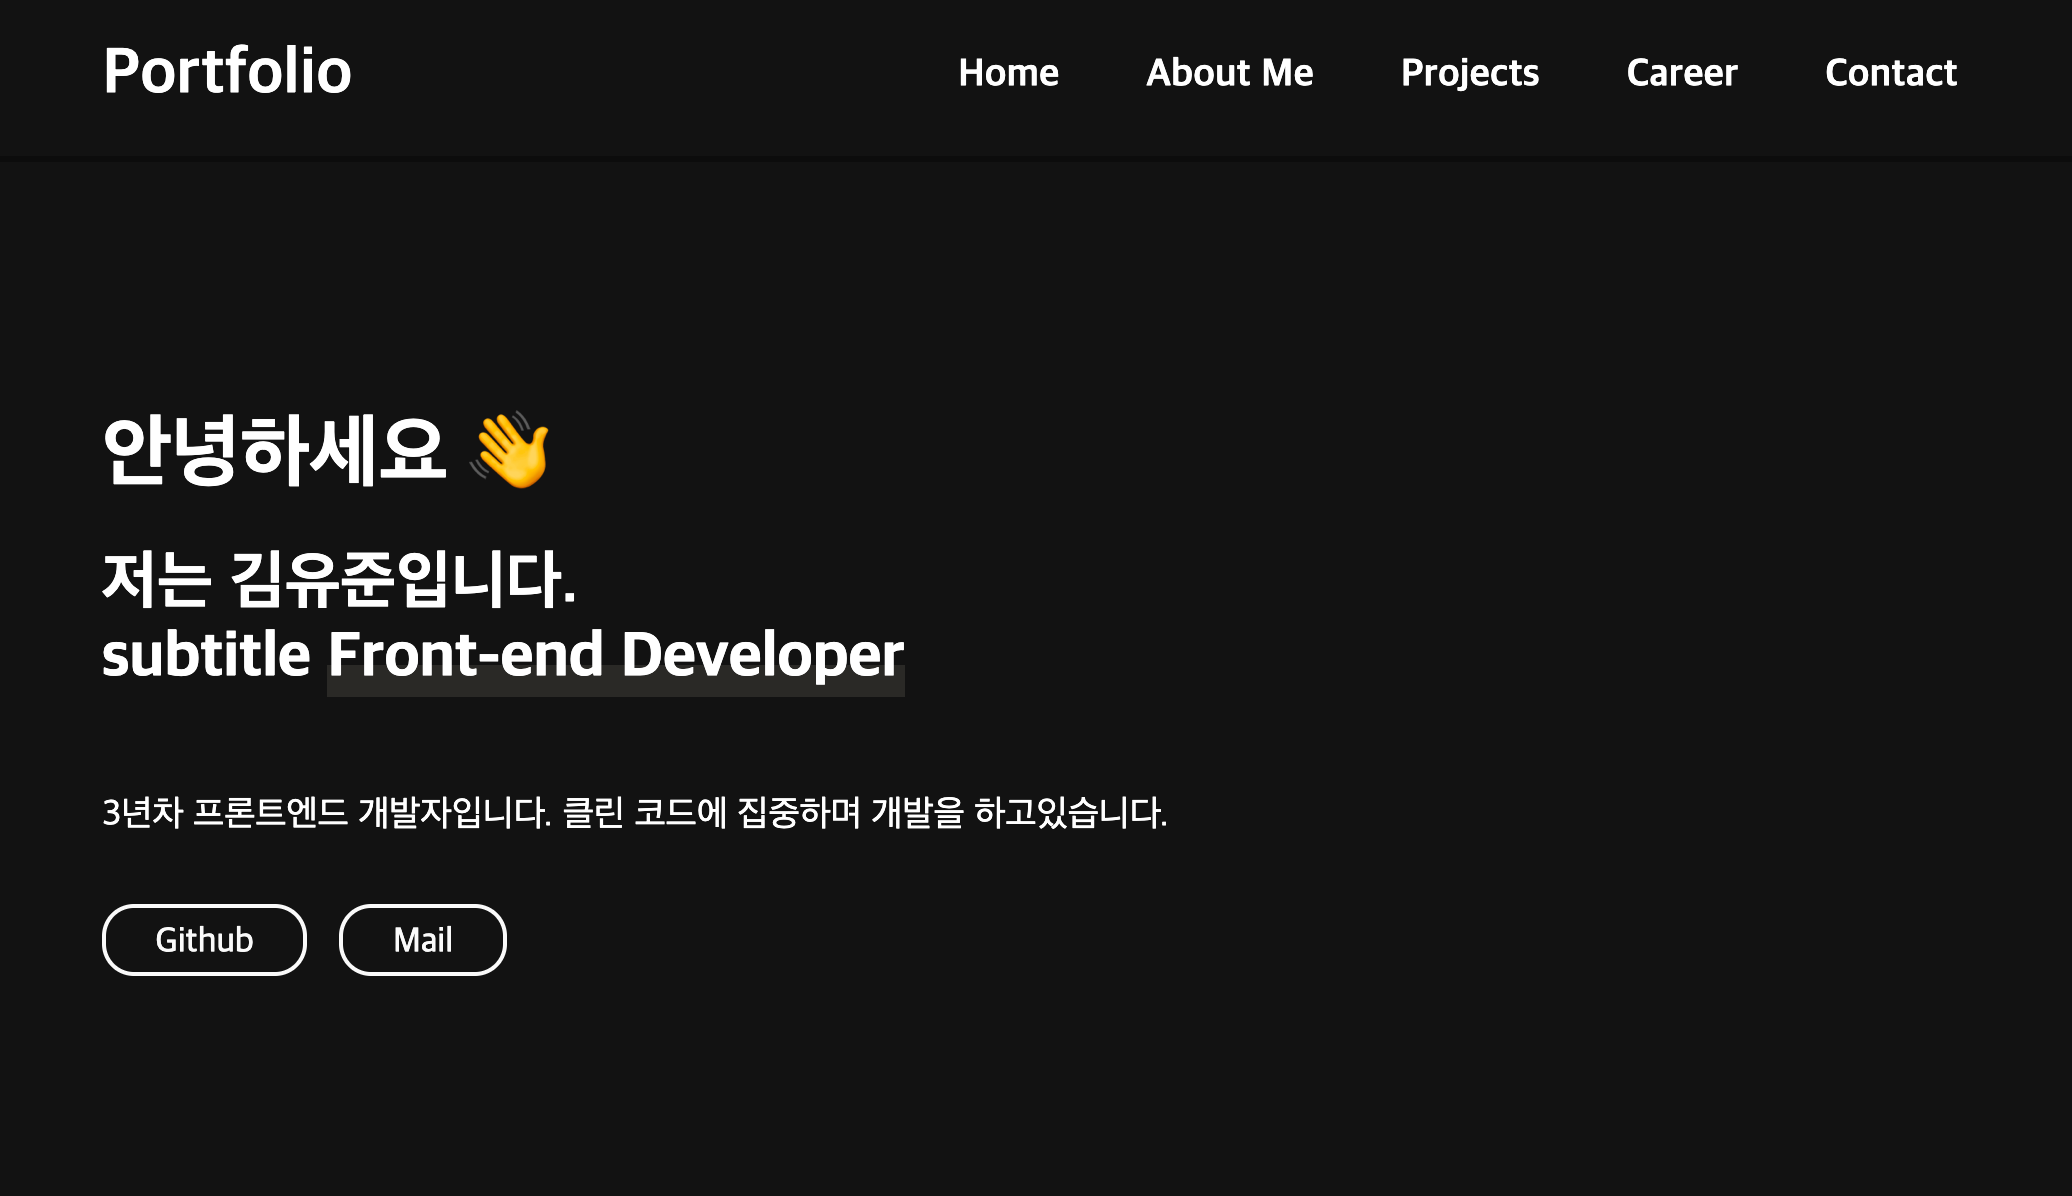 Portfolio
Home About Me Projects Career Contact
안녕하세요 👋
저는 김유준입니다.
subtitle Front-end Developer
3년차 프론트엔드 개발자입니다. 클린 코드에 집중하며 개발을 하고있습니다.
Github Mail